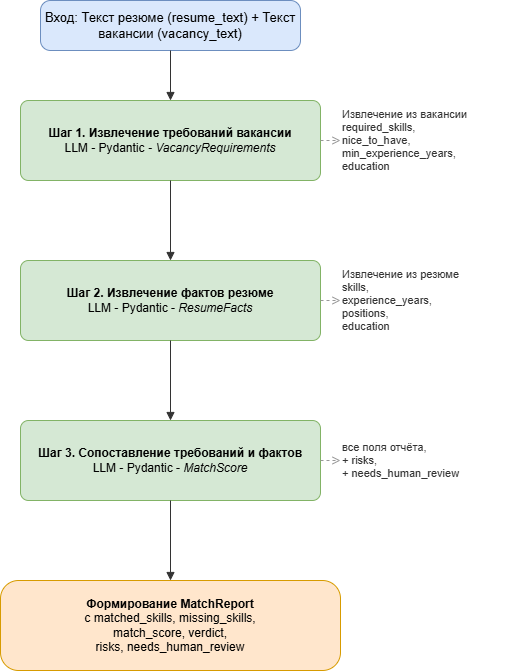 Вход: Текст резюме (resume_text) + Текст
вакансии (vacancy_text)
Шаг 1. Извлечение требований вакансии
LLM - Pydantic - VacancyRequirements
Извлечение из вакансии
required_skills,
nice_to_have,
min_experience_years,
education
Шаг 2. Извлечение фактов резюме
LLM - Pydantic - ResumeFacts
Извлечение из резюме
skills,
experience_years,
positions,
education
Шаг 3. Сопоставление требований и фактов
LLM - Pydantic - MatchScore
все поля отчёта,
+ risks,
+ needs_human_review
Формирование MatchReport
с matched_skills, missing_skills,
match_score, verdict,
risks, needs_human_review